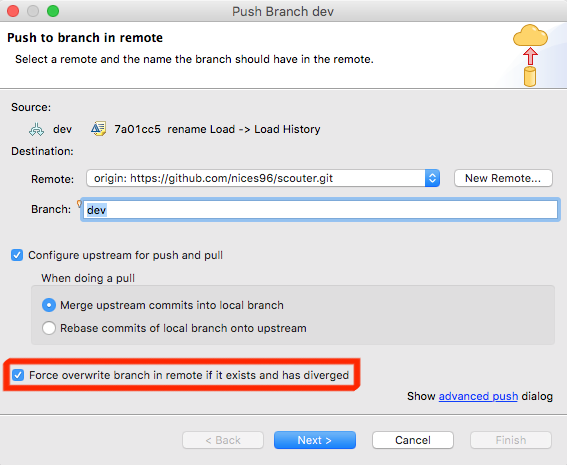 Push Branch dev
Push to branch in remote
Select a remote and the name the branch should have in the remote.
Source:
dev 7a01cc5 rename Load -> Load History
Destination:
Remote: origin: https://github.com/nices96/scouter.git New Remote...
Branch: dev
Configure upstream for push and pull
When doing a pull
Merge upstream commits into local branch
Rebase commits of local branch onto upstream
Force overwrite branch in remote if it exists and has diverged
Show advanced push dialog
< Back Next > Cancel Finish